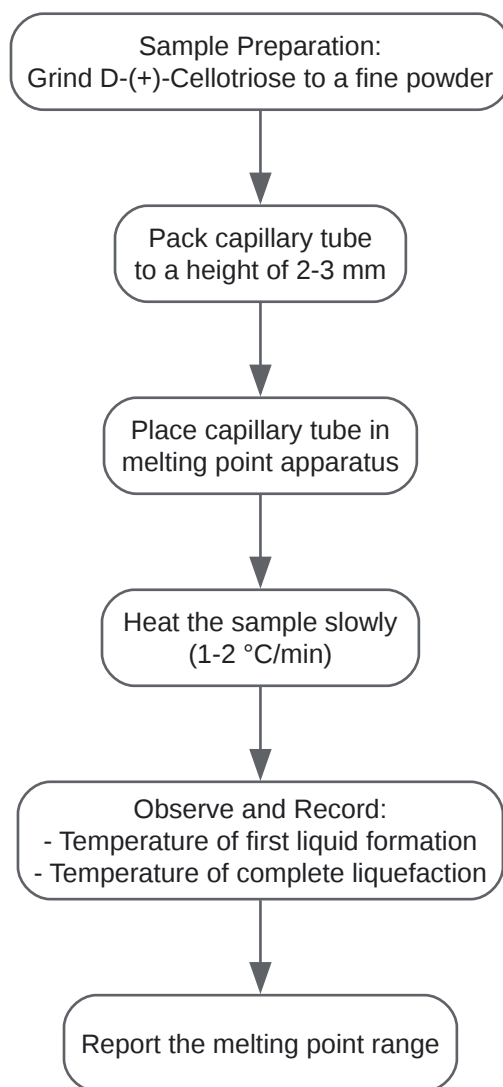 Sample Preparation:
Grind D-(+)-Cellotriose to a fine powder
Pack capillary tube
to a height of 2-3 mm
Place capillary tube in
melting point apparatus
Heat the sample slowly
(1-2 °C/min)
Observe and Record:
- Temperature of first liquid formation
- Temperature of complete liquefaction
Report the melting point range